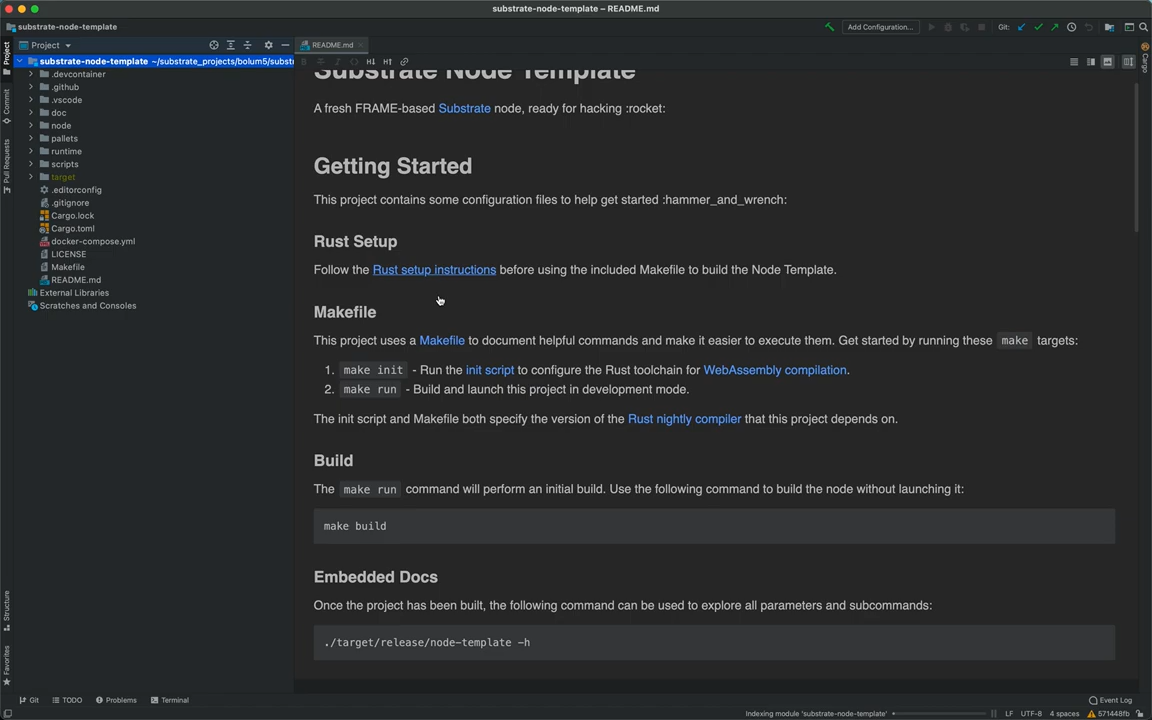 substrate-node-template – README.md
substrate-node-template
Add Configuration...
Git:
Project
README.md
substrate-node-template ~/substrate_projects/bolum5/substr
.devcontainer
.github
.vscode
doc
node
pallets
runtime
scripts
target
.editorconfig
.gitignore
Cargo.lock
Cargo.toml
docker-compose.yml
LICENSE
Makefile
README.md
External Libraries
Scratches and Consoles
Project
Commit
Pull Requests
Structure
Favorites
Substrate Node Template
A fresh FRAME-based Substrate node, ready for hacking :rocket:
Getting Started
This project contains some configuration files to help get started :hammer_and_wrench:
Rust Setup
Follow the Rust setup instructions before using the included Makefile to build the Node Template.
Makefile
This project uses a Makefile to document helpful commands and make it easier to execute them. Get started by running these make targets:
1. make init - Run the init script to configure the Rust toolchain for WebAssembly compilation.
2. make run - Build and launch this project in development mode.
The init script and Makefile both specify the version of the Rust nightly compiler that this project depends on.
Build
The make run command will perform an initial build. Use the following command to build the node without launching it:
make build
Embedded Docs
Once the project has been built, the following command can be used to explore all parameters and subcommands:
./target/release/node-template -h
Cargo
Git
TODO
Problems
Terminal
Event Log
Indexing module 'substrate-node-template'
LF UTF-8 4 spaces 571448fb